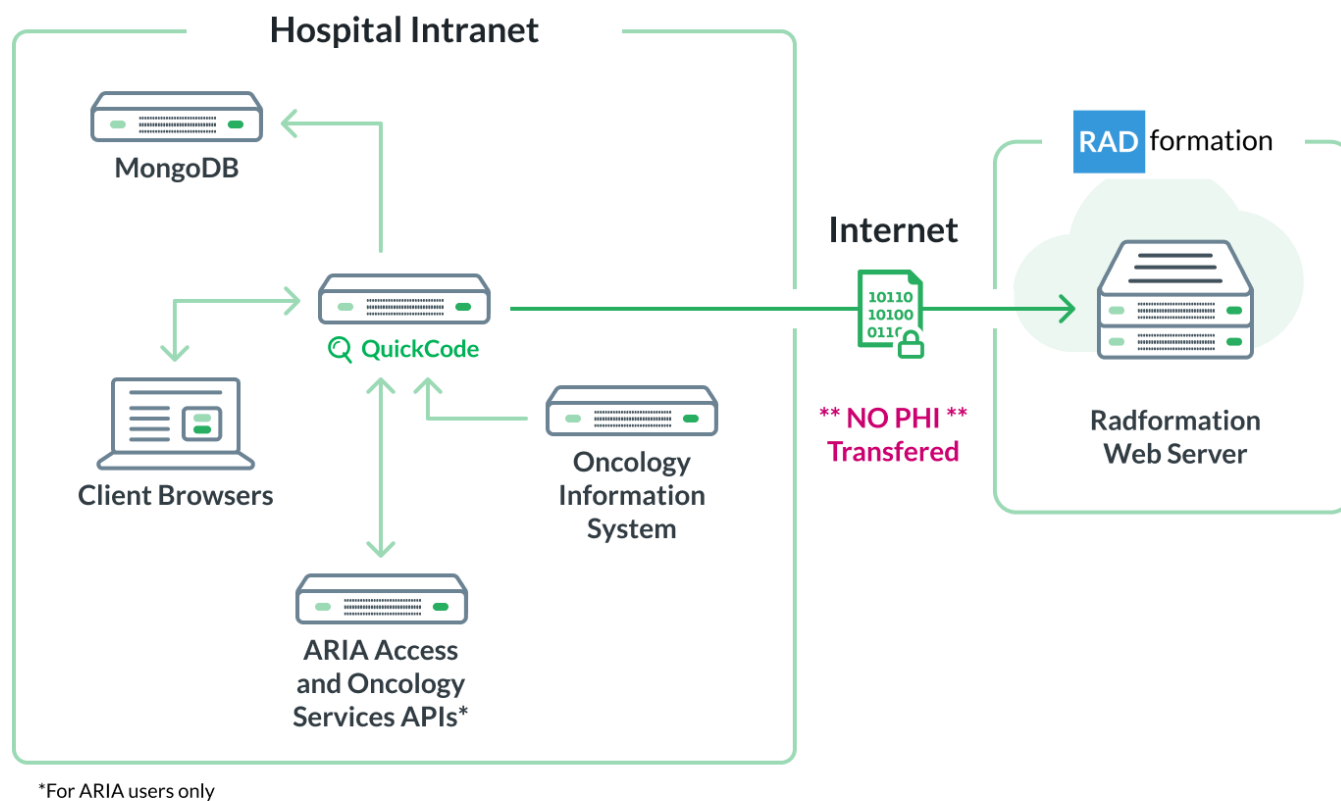 Hospital Intranet
MongoDB
QuickCode
Client Browsers
Oncology
Information
System
ARIA Access
and Oncology
Services APIs*
*For ARIA users only
Internet
10110
10100
0110
** NO PHI **
Transfered
RAD formation
Radformation
Web Server